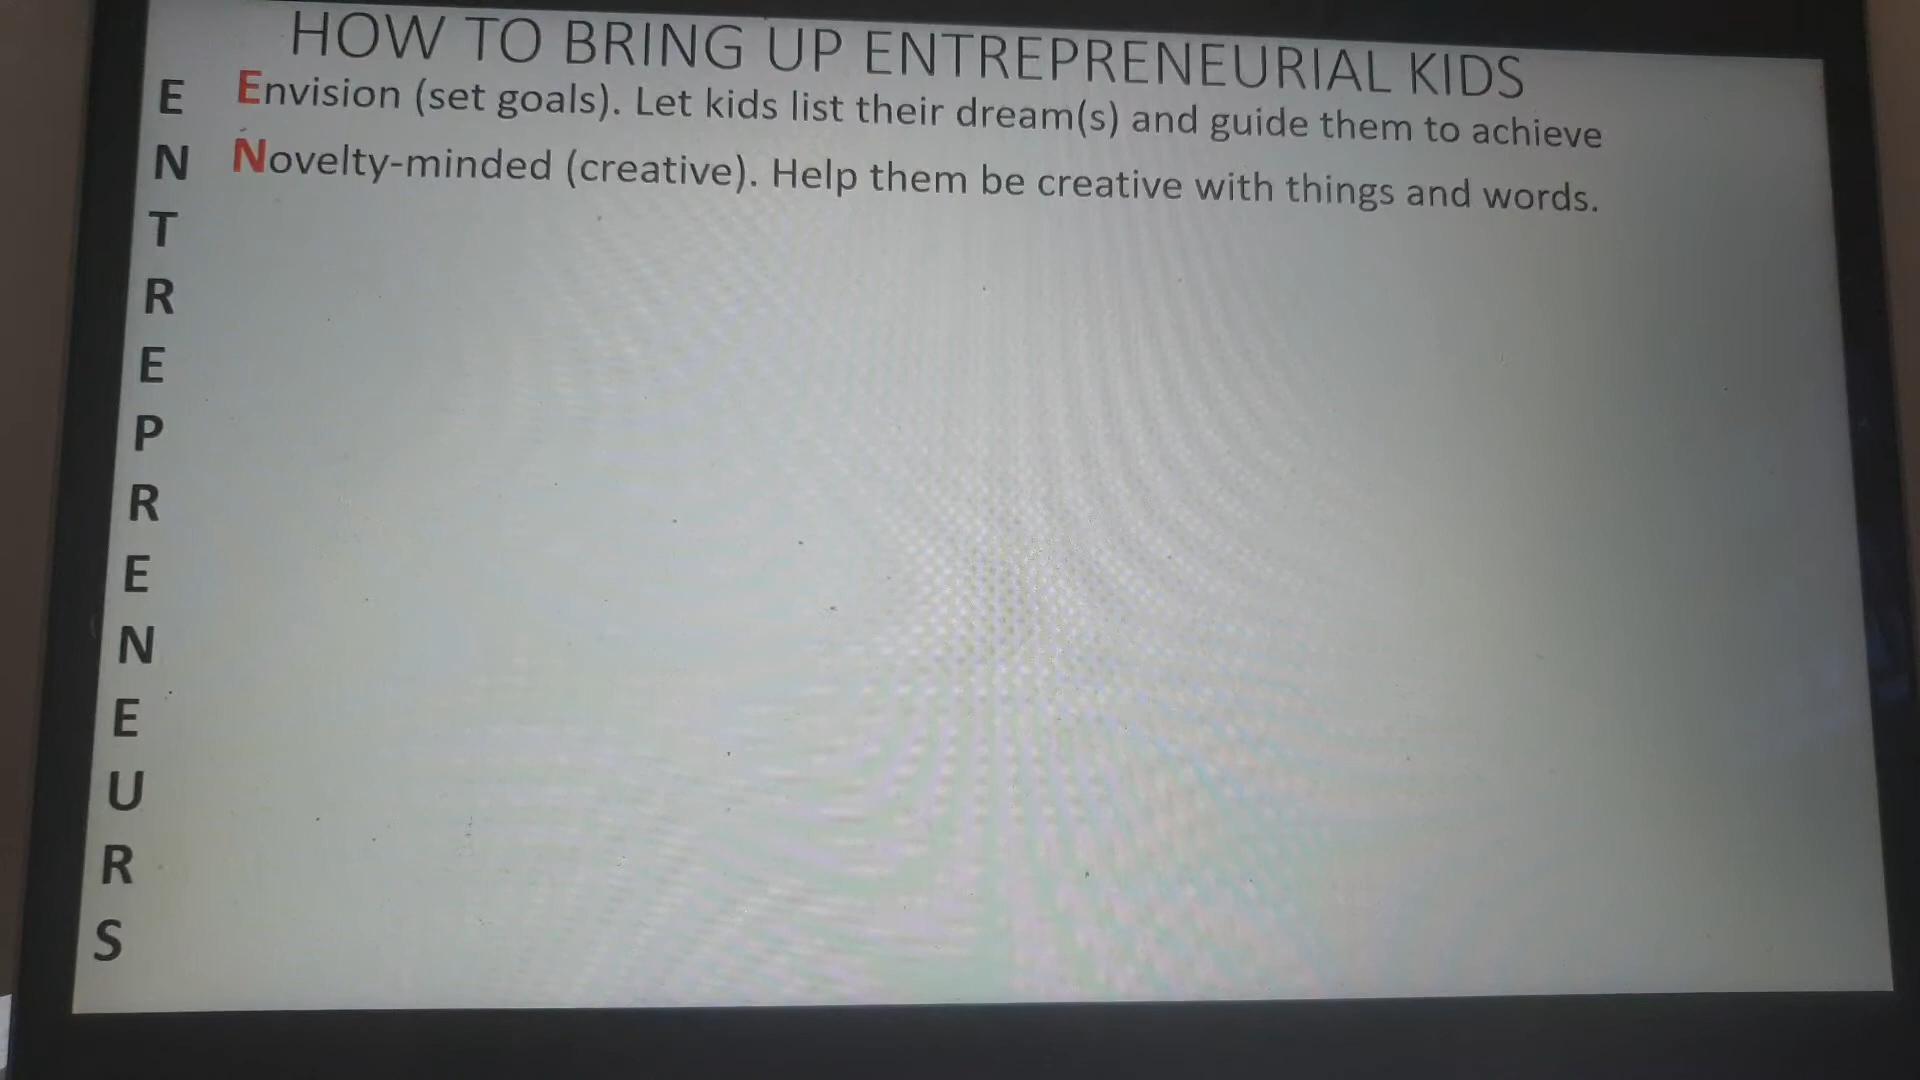 HOW TO BRING UP ENTREPRENEURIAL KIDS
E Envision (set goals). Let kids list their dream(s) and guide them to achieve
N Novelty-minded (creative). Help them be creative with things and words.
T
R
E
P
R
E
N
E
U
R
S